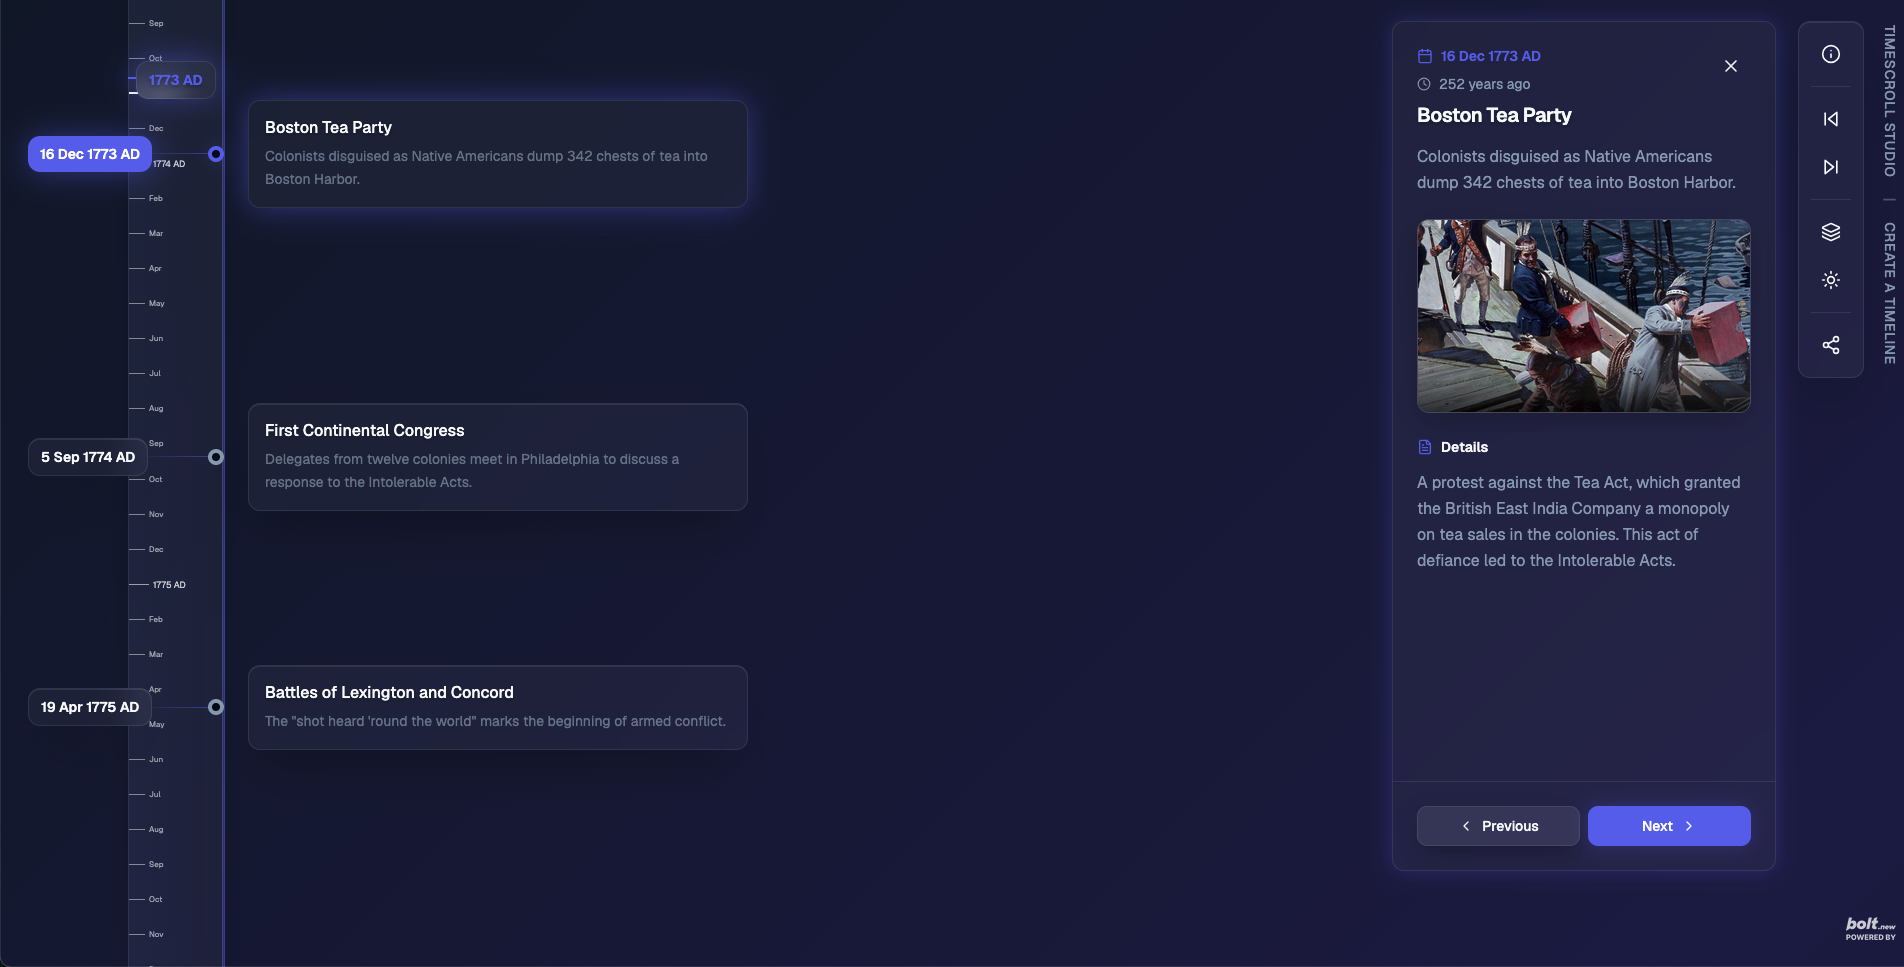 Sep
Oct
1773 AD
Dec
16 Dec 1773 AD
1774 AD
Feb
Mar
Apr
May
Jun
Jul
Aug
Sep
5 Sep 1774 AD
Oct
Nov
Dec
1775 AD
Feb
Mar
Apr
19 Apr 1775 AD
May
Jun
Jul
Aug
Sep
Oct
Nov
Boston Tea Party
Colonists disguised as Native Americans dump 342 chests of tea into
Boston Harbor.
First Continental Congress
Delegates from twelve colonies meet in Philadelphia to discuss a
response to the Intolerable Acts.
Battles of Lexington and Concord
The "shot heard 'round the world" marks the beginning of armed conflict.
16 Dec 1773 AD
252 years ago
Boston Tea Party
Colonists disguised as Native Americans
dump 342 chests of tea into Boston Harbor.
Details
A protest against the Tea Act, which granted
the British East India Company a monopoly
on tea sales in the colonies. This act of
defiance led to the Intolerable Acts.
Previous
Next
TIMESCROLL STUDIO | CREATE A TIMELINE
bolt.new
POWERED BY